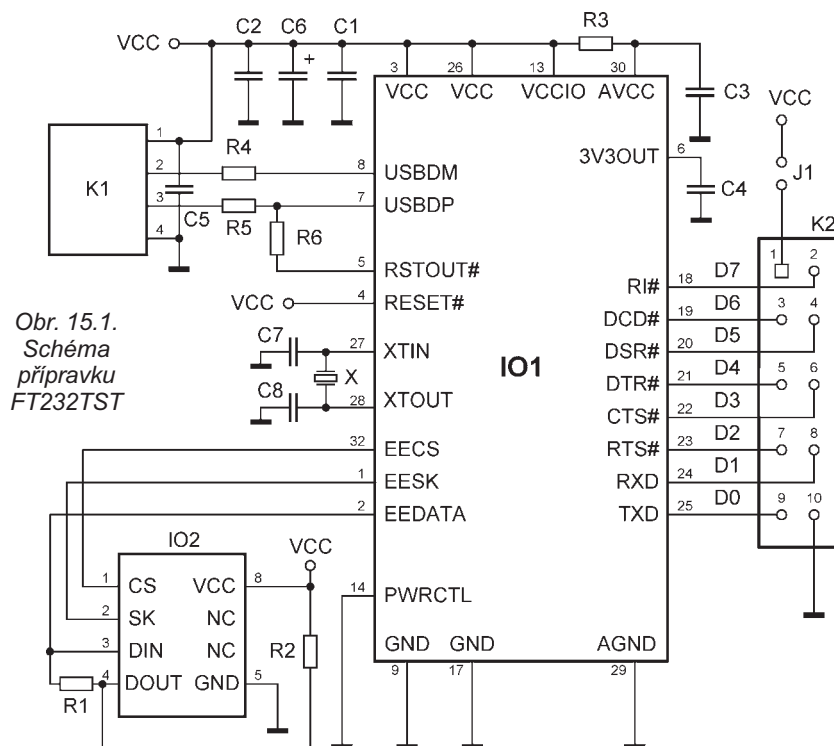 C2 C6 C1 R3
VCC
+
3 26 13 30
VCC VCC VCCIO AVCC
C3
VCC
J1
K1
1
2
3
4
R4
R5
C5
R6
8 USBDM
7 USBDP
5 RSTOUT#
VCC 4 RESET#
6
3V3OUT
C4
K2
1 2
3 4
5 6
7 8
9 10
Obr. 15.1.
Schéma
přípravku
FT232TST
C7 27 XTIN
X
C8 28 XTOUT
32 EECS
1 EESK
2 EEDATA
IO1
RI# 18 D7
DCD# 19 D6
DSR# 20 D5
DTR# 21 D4
CTS# 22 D3
RTS# 23 D2
RXD 24 D1
TXD 25 D0
IO2
VCC
1 CS VCC 8
2 SK NC
3 DIN NC
4 DOUT GND 5
R1
R2
14 PWRCTL
GND GND AGND
9 17 29